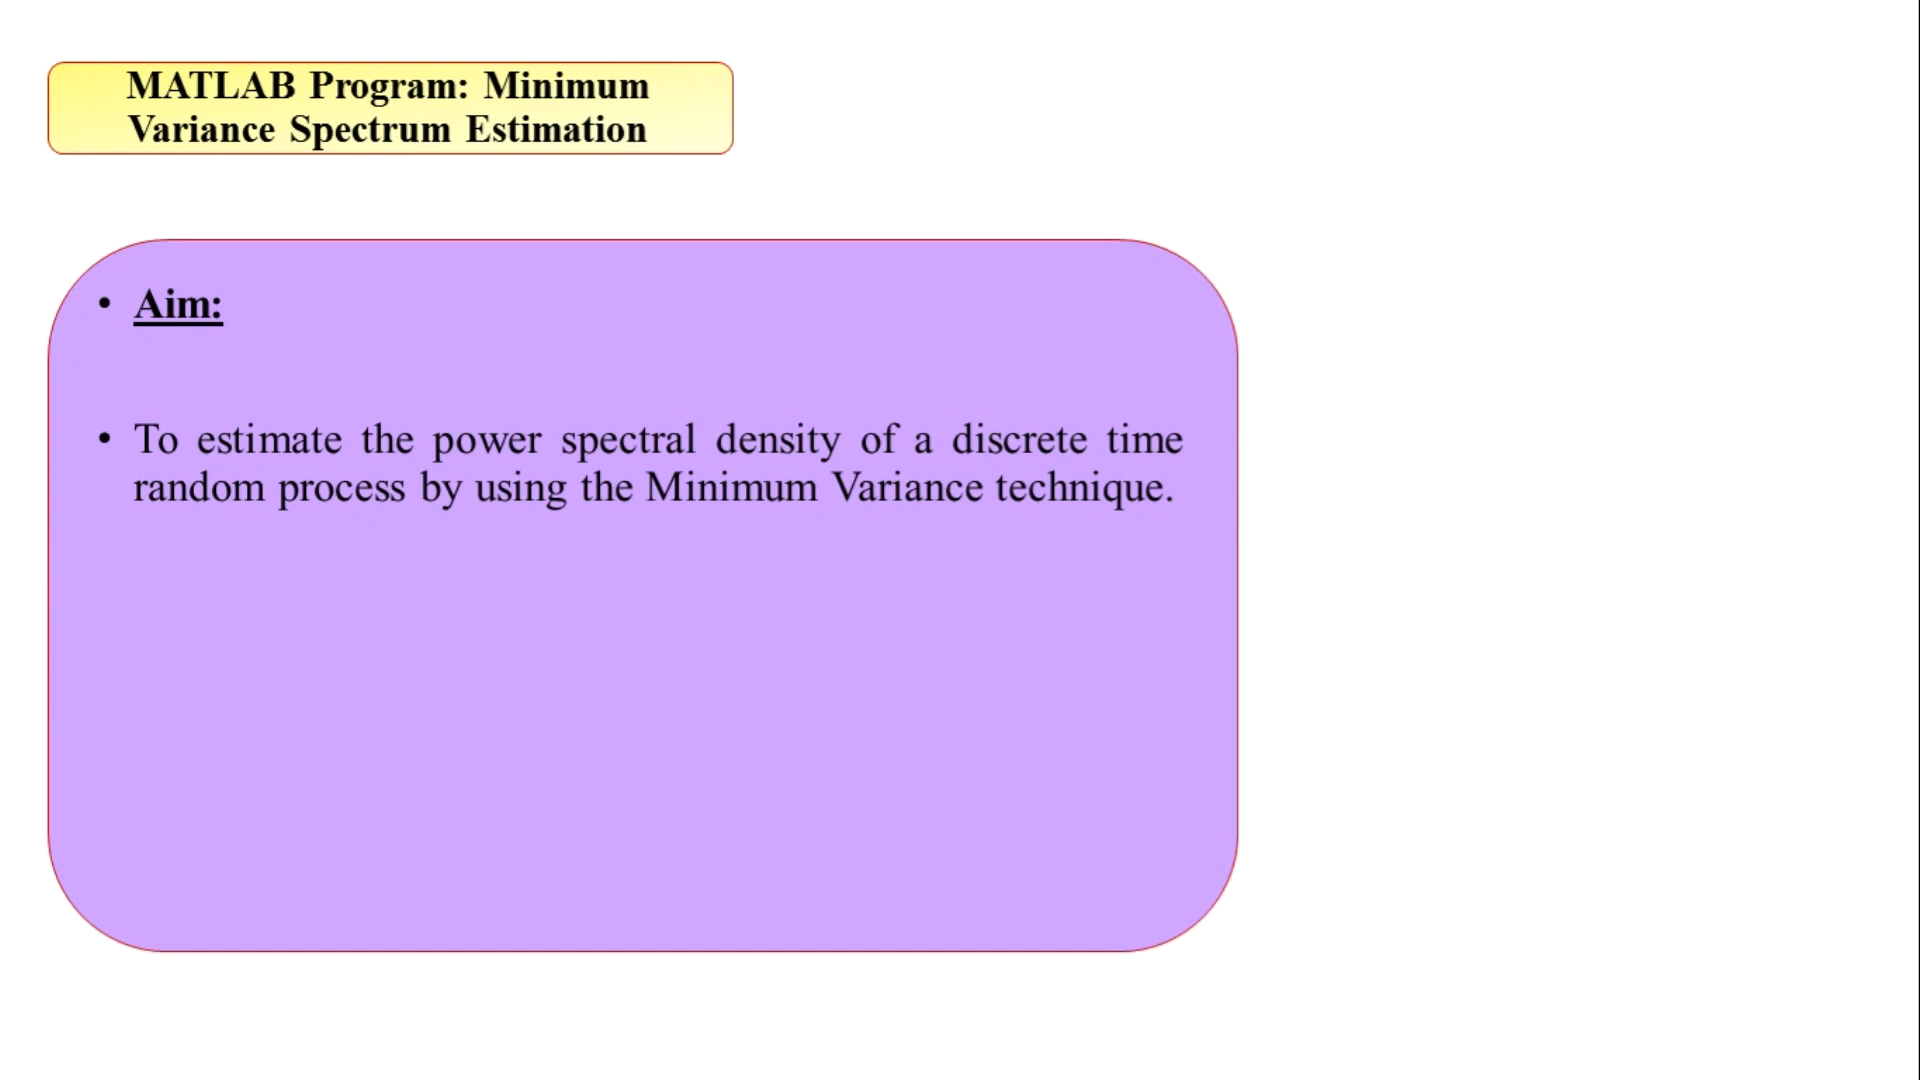 MATLAB Program: Minimum
Variance Spectrum Estimation
• Aim:
• To estimate the power spectral density of a discrete time
random process by using the Minimum Variance technique.